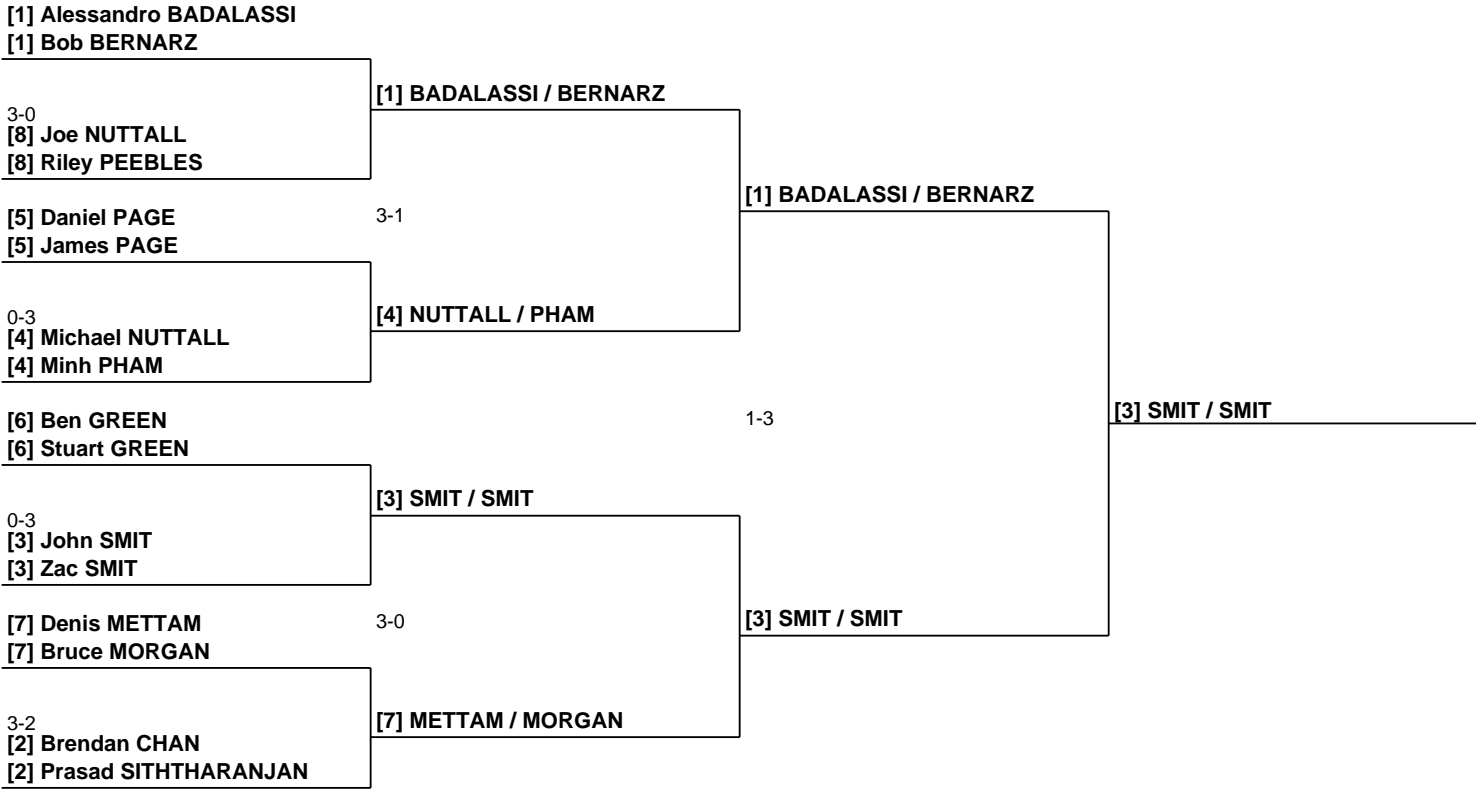 [1] Alessandro BADALASSI
[1] Bob BERNARZ
[1] BADALASSI / BERNARZ
3-0
[8] Joe NUTTALL
[8] Riley PEEBLES
[1] BADALASSI / BERNARZ
[5] Daniel PAGE
3-1
[5] James PAGE
[4] NUTTALL / PHAM
0-3
[4] Michael NUTTALL
[4] Minh PHAM
[3] SMIT / SMIT
[6] Ben GREEN
1-3
[6] Stuart GREEN
[3] SMIT / SMIT
0-3
[3] John SMIT
[3] Zac SMIT
[3] SMIT / SMIT
[7] Denis METTAM
3-0
[7] Bruce MORGAN
[7] METTAM / MORGAN
3-2
[2] Brendan CHAN
[2] Prasad SITHTHARANJAN